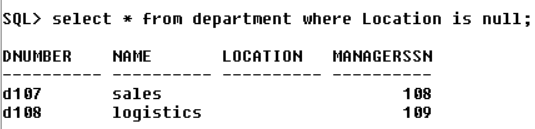 SQL> select * from department where Location is null;
DNUMBER NAME LOCATION MANAGERSSN
---------- ---------- ---------- ----------
d107 sales 108
d108 logistics 109